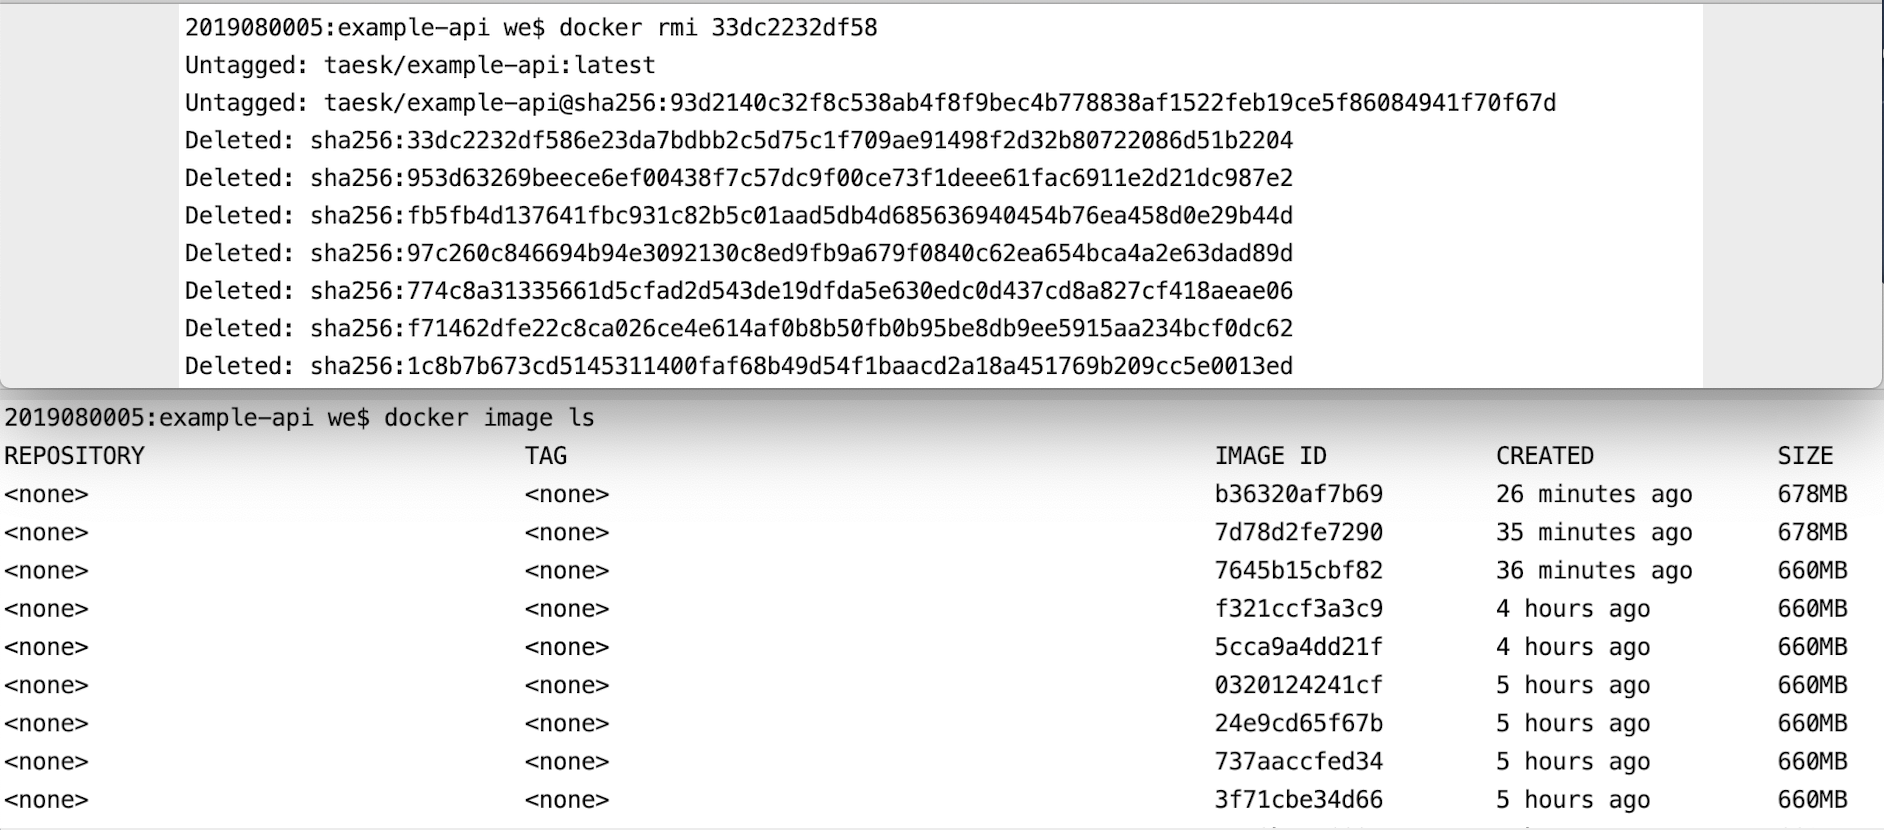 2019080005:example-api we$ docker rmi 33dc2232df58
Untagged: taesk/example-api:latest
Untagged: taesk/example-api@sha256:93d2140c32f8c538ab4f8f9bec4b778838af1522feb19ce5f86084941f70f67d
Deleted: sha256:33dc2232df586e23da7bdbb2c5d75c1f709ae91498f2d32b80722086d51b2204
Deleted: sha256:953d63269beece6ef00438f7c57dc9f00ce73f1deee61fac6911e2d21dc987e2
Deleted: sha256:fb5fb4d137641fbc931c82b5c01aad5db4d685636940454b76ea458d0e29b44d
Deleted: sha256:97c260c846694b94e3092130c8ed9fb9a679f0840c62ea654bca4a2e63dad89d
Deleted: sha256:774c8a31335661d5cfad2d543de19dfda5e630edc0d437cd8a827cf418aeae06
Deleted: sha256:f71462dfe22c8ca026ce4e614af0b8b50fb0b95be8db9ee5915aa234bcf0dc62
Deleted: sha256:1c8b7b673cd5145311400faf68b49d54f1baacd2a18a451769b209cc5e0013ed
2019080005:example-api we$ docker image ls
REPOSITORY TAG IMAGE ID CREATED SIZE
<none> <none> b36320af7b69 26 minutes ago 678MB
<none> <none> 7d78d2fe7290 35 minutes ago 678MB
<none> <none> 7645b15cbf82 36 minutes ago 660MB
<none> <none> f321ccf3a3c9 4 hours ago 660MB
<none> <none> 5cca9a4dd21f 4 hours ago 660MB
<none> <none> 0320124241cf 5 hours ago 660MB
<none> <none> 24e9cd65f67b 5 hours ago 660MB
<none> <none> 737aaccfed34 5 hours ago 660MB
<none> <none> 3f71cbe34d66 5 hours ago 660MB